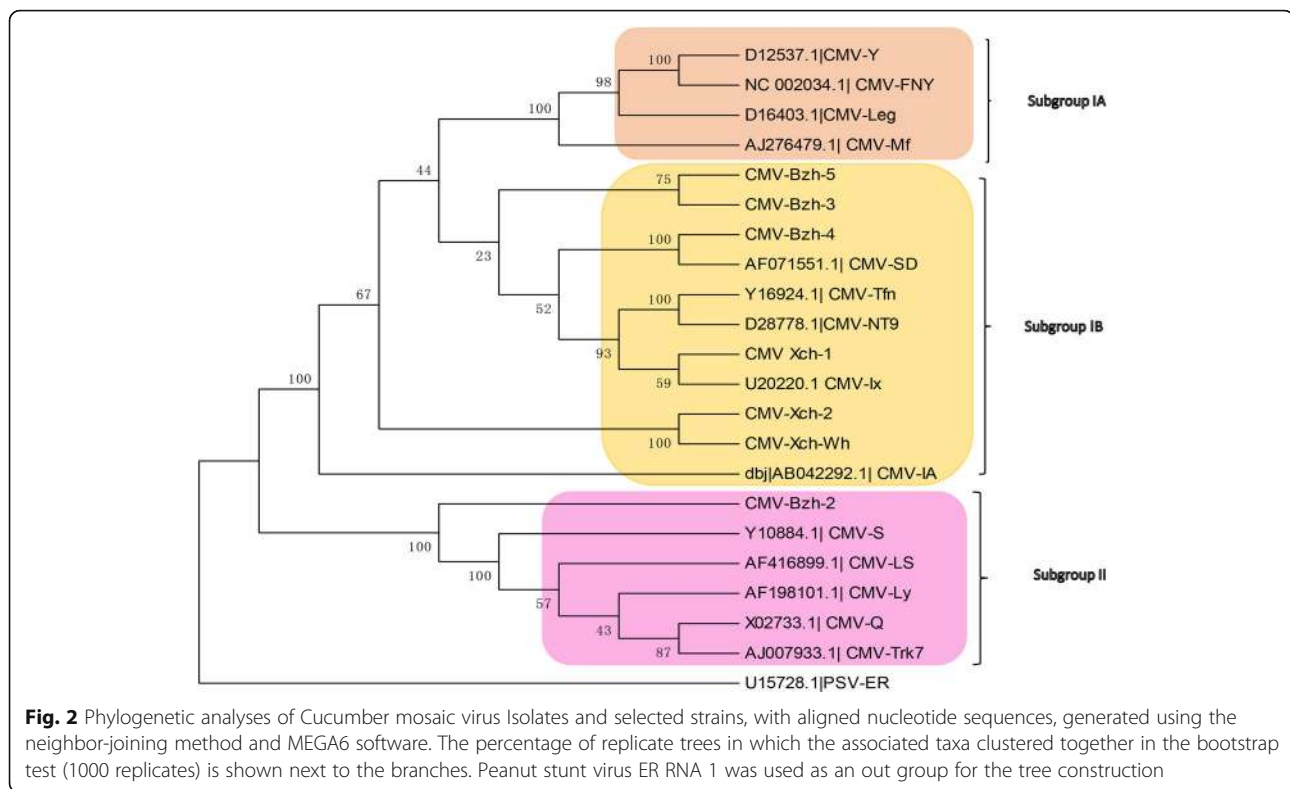 D12537.1|CMV-Y
100
NC 002034.1| CMV-FNY
98
Subgroup IA
100
D16403.1|CMV-Leg
AJ276479.1| CMV-Mf
44
75
CMV-Bzh-5
CMV-Bzh-3
CMV-Bzh-4
100
23
AF071551.1| CMV-SD
67
52
Y16924.1| CMV-Tfn
100
D28778.1|CMV-NT9
Subgroup IB
93
CMV Xch-1
100
59
U20220.1 CMV-Ix
CMV-Xch-2
100
CMV-Xch-Wh
dbj|AB042292.1| CMV-IA
CMV-Bzh-2
Y10884.1| CMV-S
100
AF416899.1| CMV-LS
100
Subgroup II
AF198101.1| CMV-Ly
57
X02733.1| CMV-Q
43
87
AJ007933.1| CMV-Trk7
U15728.1|PSV-ER
Fig. 2 Phylogenetic analyses of Cucumber mosaic virus Isolates and selected strains, with aligned nucleotide sequences, generated using the
neighbor-joining method and MEGA6 software. The percentage of replicate trees in which the associated taxa clustered together in the bootstrap
test (1000 replicates) is shown next to the branches. Peanut stunt virus ER RNA 1 was used as an out group for the tree construction